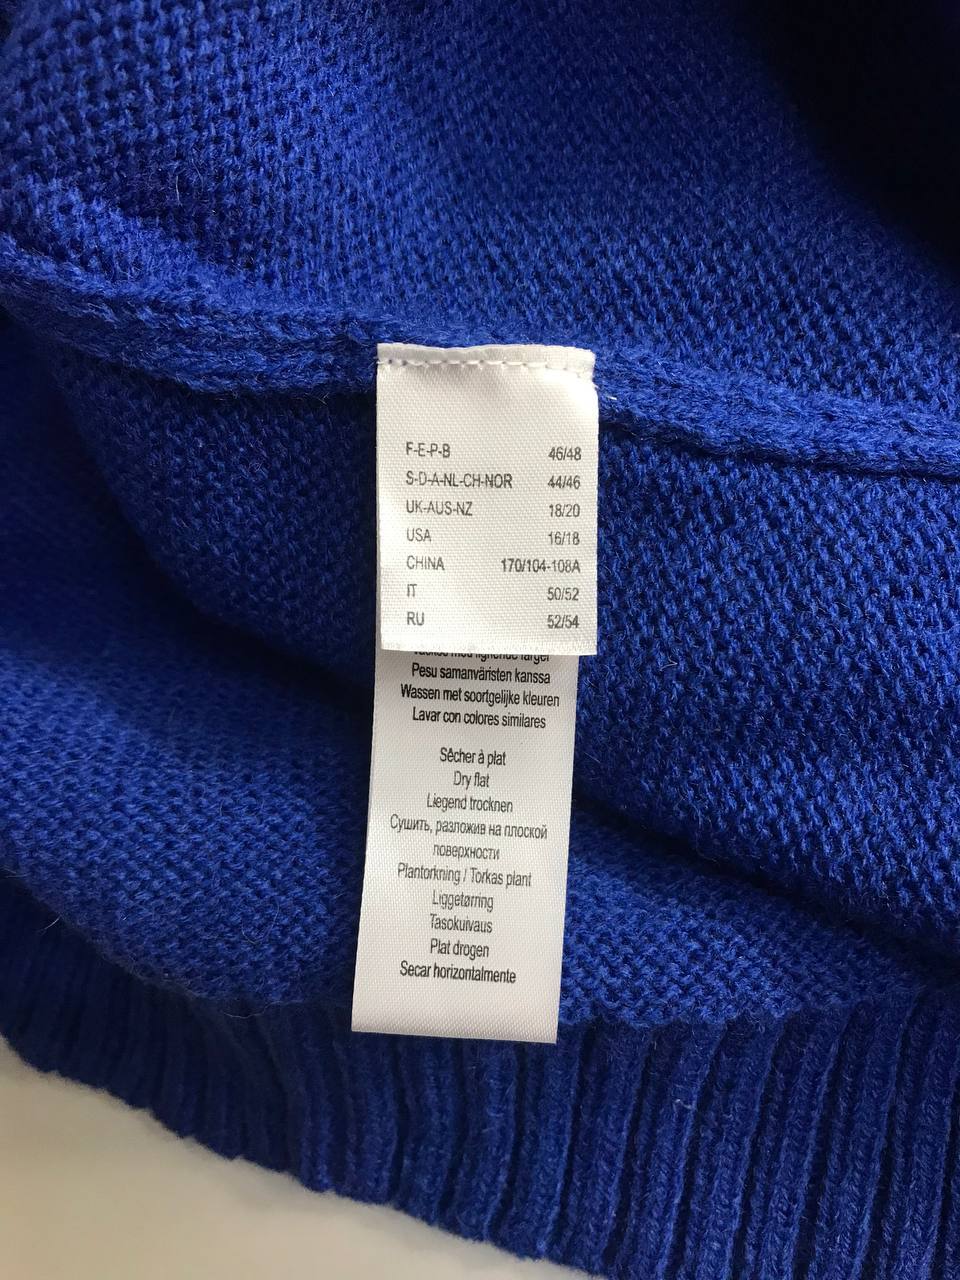 F-E-P-B 46/48
S-D-A-NL-CH-NOR 44/46
UK-AUS-NZ 18/20
USA 16/18
CHINA 170/104-108A
IT 50/52
RU 52/54
farger
Pesu samanväristen kanssa
Wassen met soortgelijke kleuren
Lavar con colores similares
Sêcher à plat
Dry flat
Liegend trocknen
Сушить, разложив на плоской
поверхности
Plantorkning / Torkas plant
Liggetørring
Tasokuivaus
Plat drogen
Secar horizontalmente